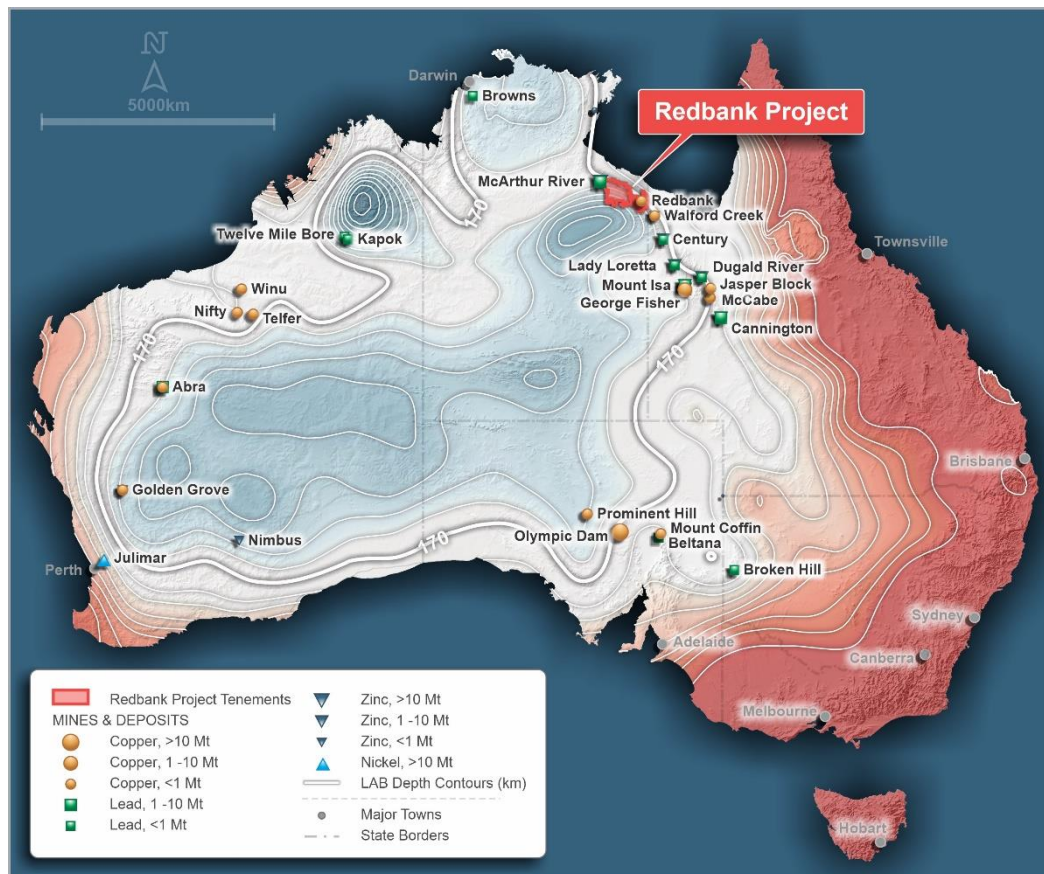 N
5000km
Darwin
Browns
Redbank Project
McArthur River
Redbank
Walford Creek
Twelve Mile Bore
Kapok
170
Century
Townsville
Lady Loretta
Dugald River
Mount Isa
Jasper Block
George Fisher
McCabe
Cannington
Winu
Nifty
Telfer
170
170
Abra
Brisbane
Golden Grove
0
0
Prominent Hill
Olympic Dam
Mount Coffin
Beltana
Nimbus
170
Julimar
Perth
Broken Hill
Sydney
Adelaide
Canberra
Melbourne
Hobart
Redbank Project Tenements
MINES & DEPOSITS
Copper, >10 Mt
Copper, 1 -10 Mt
Copper, <1 Mt
Lead, 1 -10 Mt
Lead, <1 Mt
Zinc, >10 Mt
Zinc, 1 -10 Mt
Zinc, <1 Mt
Nickel, >10 Mt
LAB Depth Contours (km)
Major Towns
State Borders